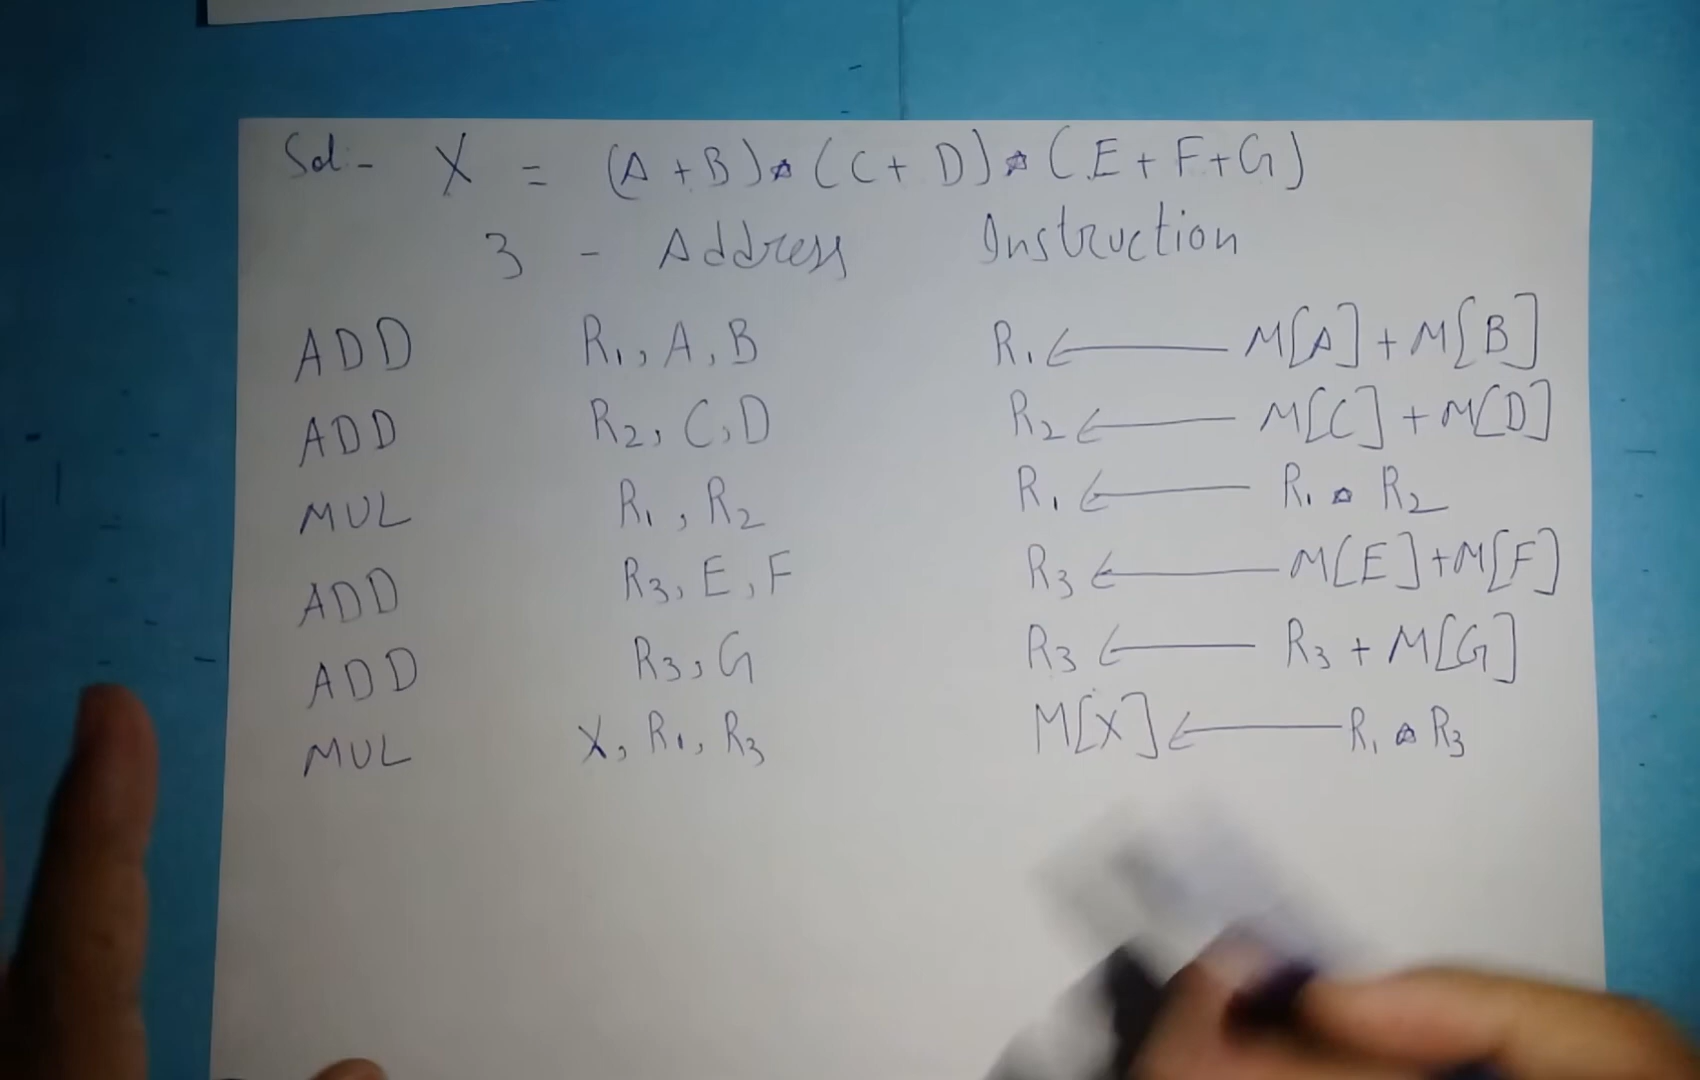 Sol- X = (A + B) * (C + D) * (E + F + G)
3 - Address Instruction
ADD R1, A, B R1 ← M[A] + M[B]
ADD R2, C, D R2 ← M[C] + M[D]
MUL R1, R2 R1 ← R1 * R2
ADD R3, E, F R3 ← M[E] + M[F]
ADD R3, G R3 ← R3 + M[G]
MUL X, R1, R3 M[X] ← R1 * R3